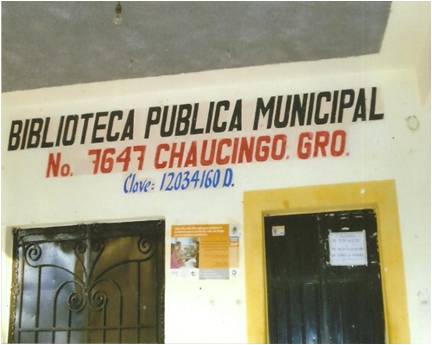 BIBLIOTECA PUBLICA MUNICIPAL
No. 7647 CHAUCINGO. GRO.
Clave: 12034160 D.